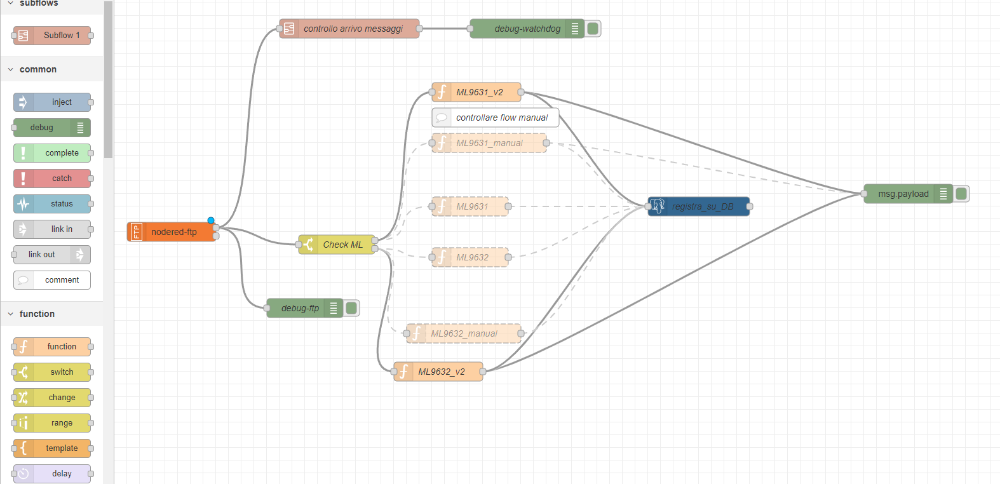 subflows
Subflow 1
common
inject
debug
complete
catch
status
link in
link out
comment
function
function
switch
change
range
template
delay
controllo arrivo messaggi
debug-watchdog
ML9631_v2
controllare flow manual
ML9631_manual
ML9631
registra_su_DB
msg.payload
FTP
nodered-ftp
Check ML
ML9632
debug-ftp
ML9632_manual
ML9632_v2